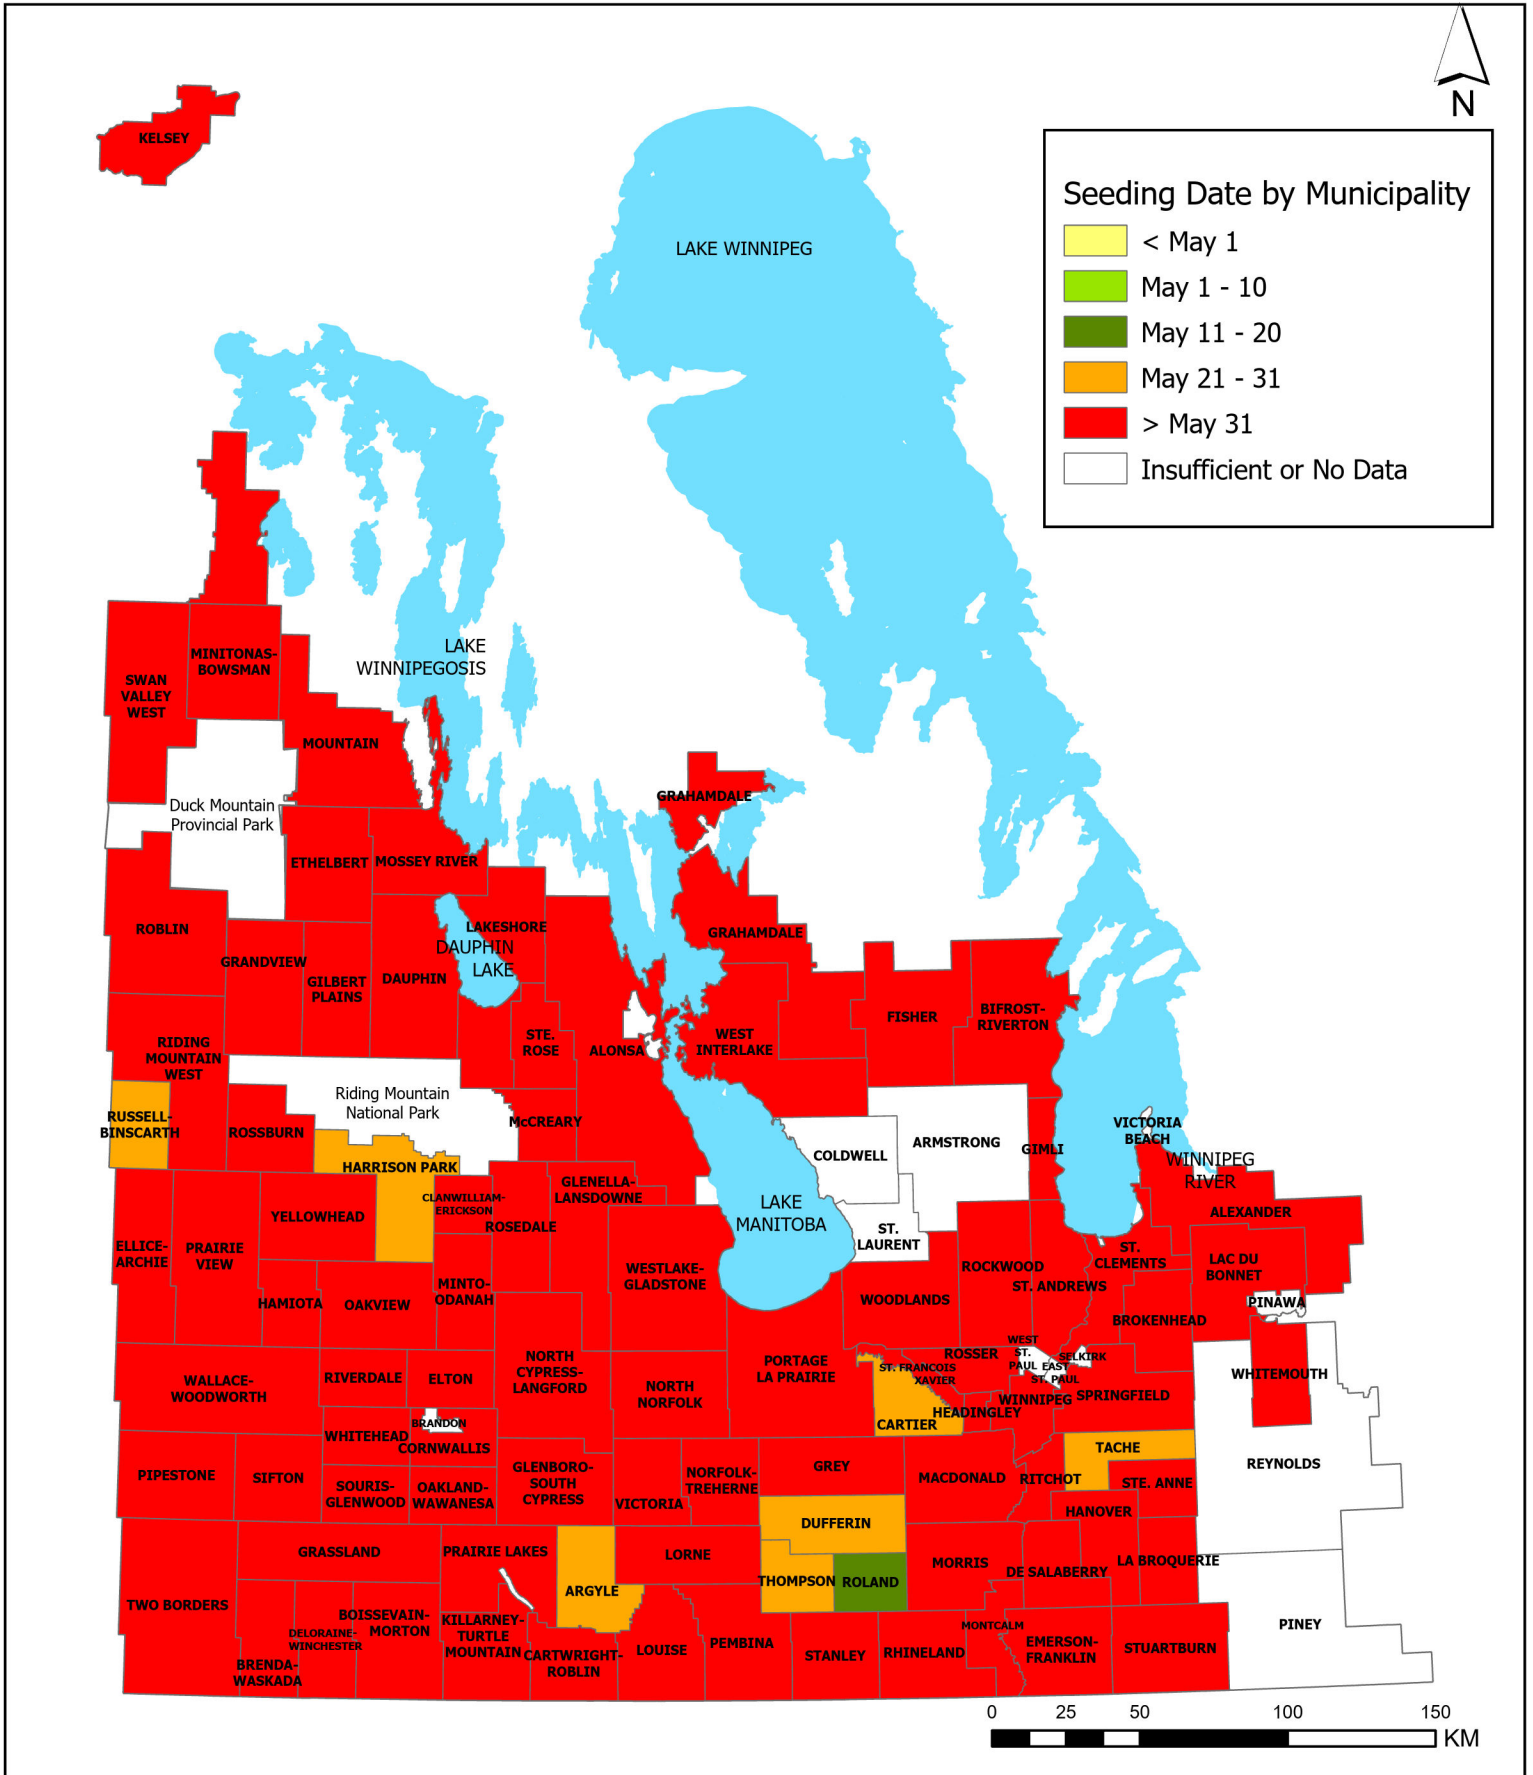 N
KELSEY
Seeding Date by Municipality
< May 1
May 1 - 10
May 11 - 20
May 21 - 31
> May 31
Insufficient or No Data
LAKE WINNIPEG
LAKE
WINNIPEGOSIS
MINITONAS-
BOWSMAN
SWAN
VALLEY
WEST
MOUNTAIN
GRAHAMDALE
Duck Mountain
Provincial Park
ETHELBERT
MOSSEY RIVER
ROBLIN
LAKESHORE
GRAHAMDALE
DAUPHIN
LAKE
GRANDVIEW
GILBERT
PLAINS
DAUPHIN
FISHER
BIFROST-
RIVERTON
STE.
ROSE
ALONSA
WEST
INTERLAKE
RIDING
MOUNTAIN
WEST
Riding Mountain
National Park
RUSSELL-
BINSCARTH
ROSSBURN
McCREARY
VICTORIA
BEACH
ARMSTRONG
GIMLI
COLDWELL
WINNIPEG
RIVER
HARRISON PARK
GLENELLA-
LANSDOWNE
CLANWILLIAM-
ERICKSON
ROSEDALE
YELLOWHEAD
LAKE
MANITOBA
ST.
LAURENT
ALEXANDER
ELLICE-
ARCHIE
PRAIRIE
VIEW
ST.
CLEMENTS
LAC DU
BONNET
WESTLAKE-
GLADSTONE
ROCKWOOD
ST. ANDREWS
MINTO-
ODANAH
HAMIOTA
OAKVIEW
WOODLANDS
PINAWA
BROKENHEAD
NORTH
CYPRESS-
LANGFORD
PORTAGE
LA PRAIRIE
ST. FRANCOIS
XAVIER
ROSSER
WEST
ST.
PAUL
EAST
ST. PAUL
SELKIRK
WHITEMOUTH
WALLACE-
WOODWORTH
RIVERDALE
ELTON
NORTH
NORFOLK
WINNIPEG
SPRINGFIELD
HEADINGLEY
CARTIER
BRANDON
WHITEHEAD
CORNWALLIS
TACHE
REYNOLDS
PIPESTONE
SIFTON
SOURIS-
GLENWOOD
OAKLAND-
WAWANESA
GLENBORO-
SOUTH
CYPRESS
VICTORIA
NORFOLK-
TREHERNE
GREY
MACDONALD
RITCHOT
STE. ANNE
HANOVER
DUFFERIN
GRASSLAND
PRAIRIE LAKES
LORNE
MORRIS
DE SALABERRY
LA BROQUERIE
ARGYLE
THOMPSON
ROLAND
TWO BORDERS
BOISSEVAIN-
MORTON
DELORAINE-
WINCHESTER
KILLARNEY-
TURTLE
MOUNTAIN
MONTCALM
PINEY
BRENDA-
WASKADA
CARTWRIGHT-
ROBLIN
LOUISE
PEMBINA
STANLEY
RHINELAND
EMERSON-
FRANKLIN
STUARTBURN
0 25 50 100 150
KM